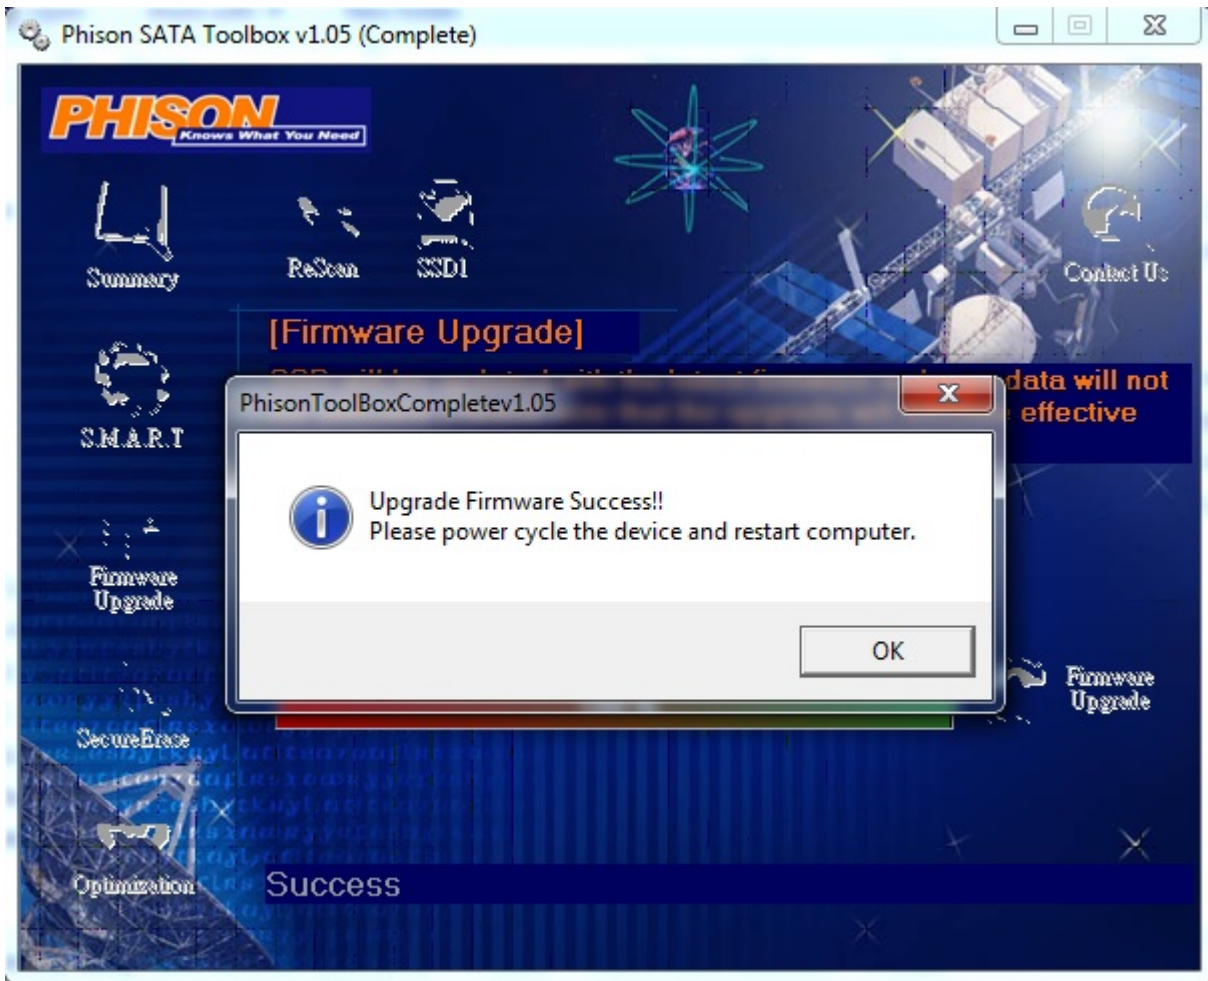 Phison SATA Toolbox v1.05 (Complete)
PHISON
Knows What You Need
Summary
ReScan
SSD1
Contact Us
[Firmware Upgrade]
data will not
effective
S.M.A.R.T
PhisonToolBoxCompletev1.05
Upgrade Firmware Success!!
Please power cycle the device and restart computer.
OK
Firmware
Upgrade
Firmware
Upgrade
SecureErase
Optimization
Success